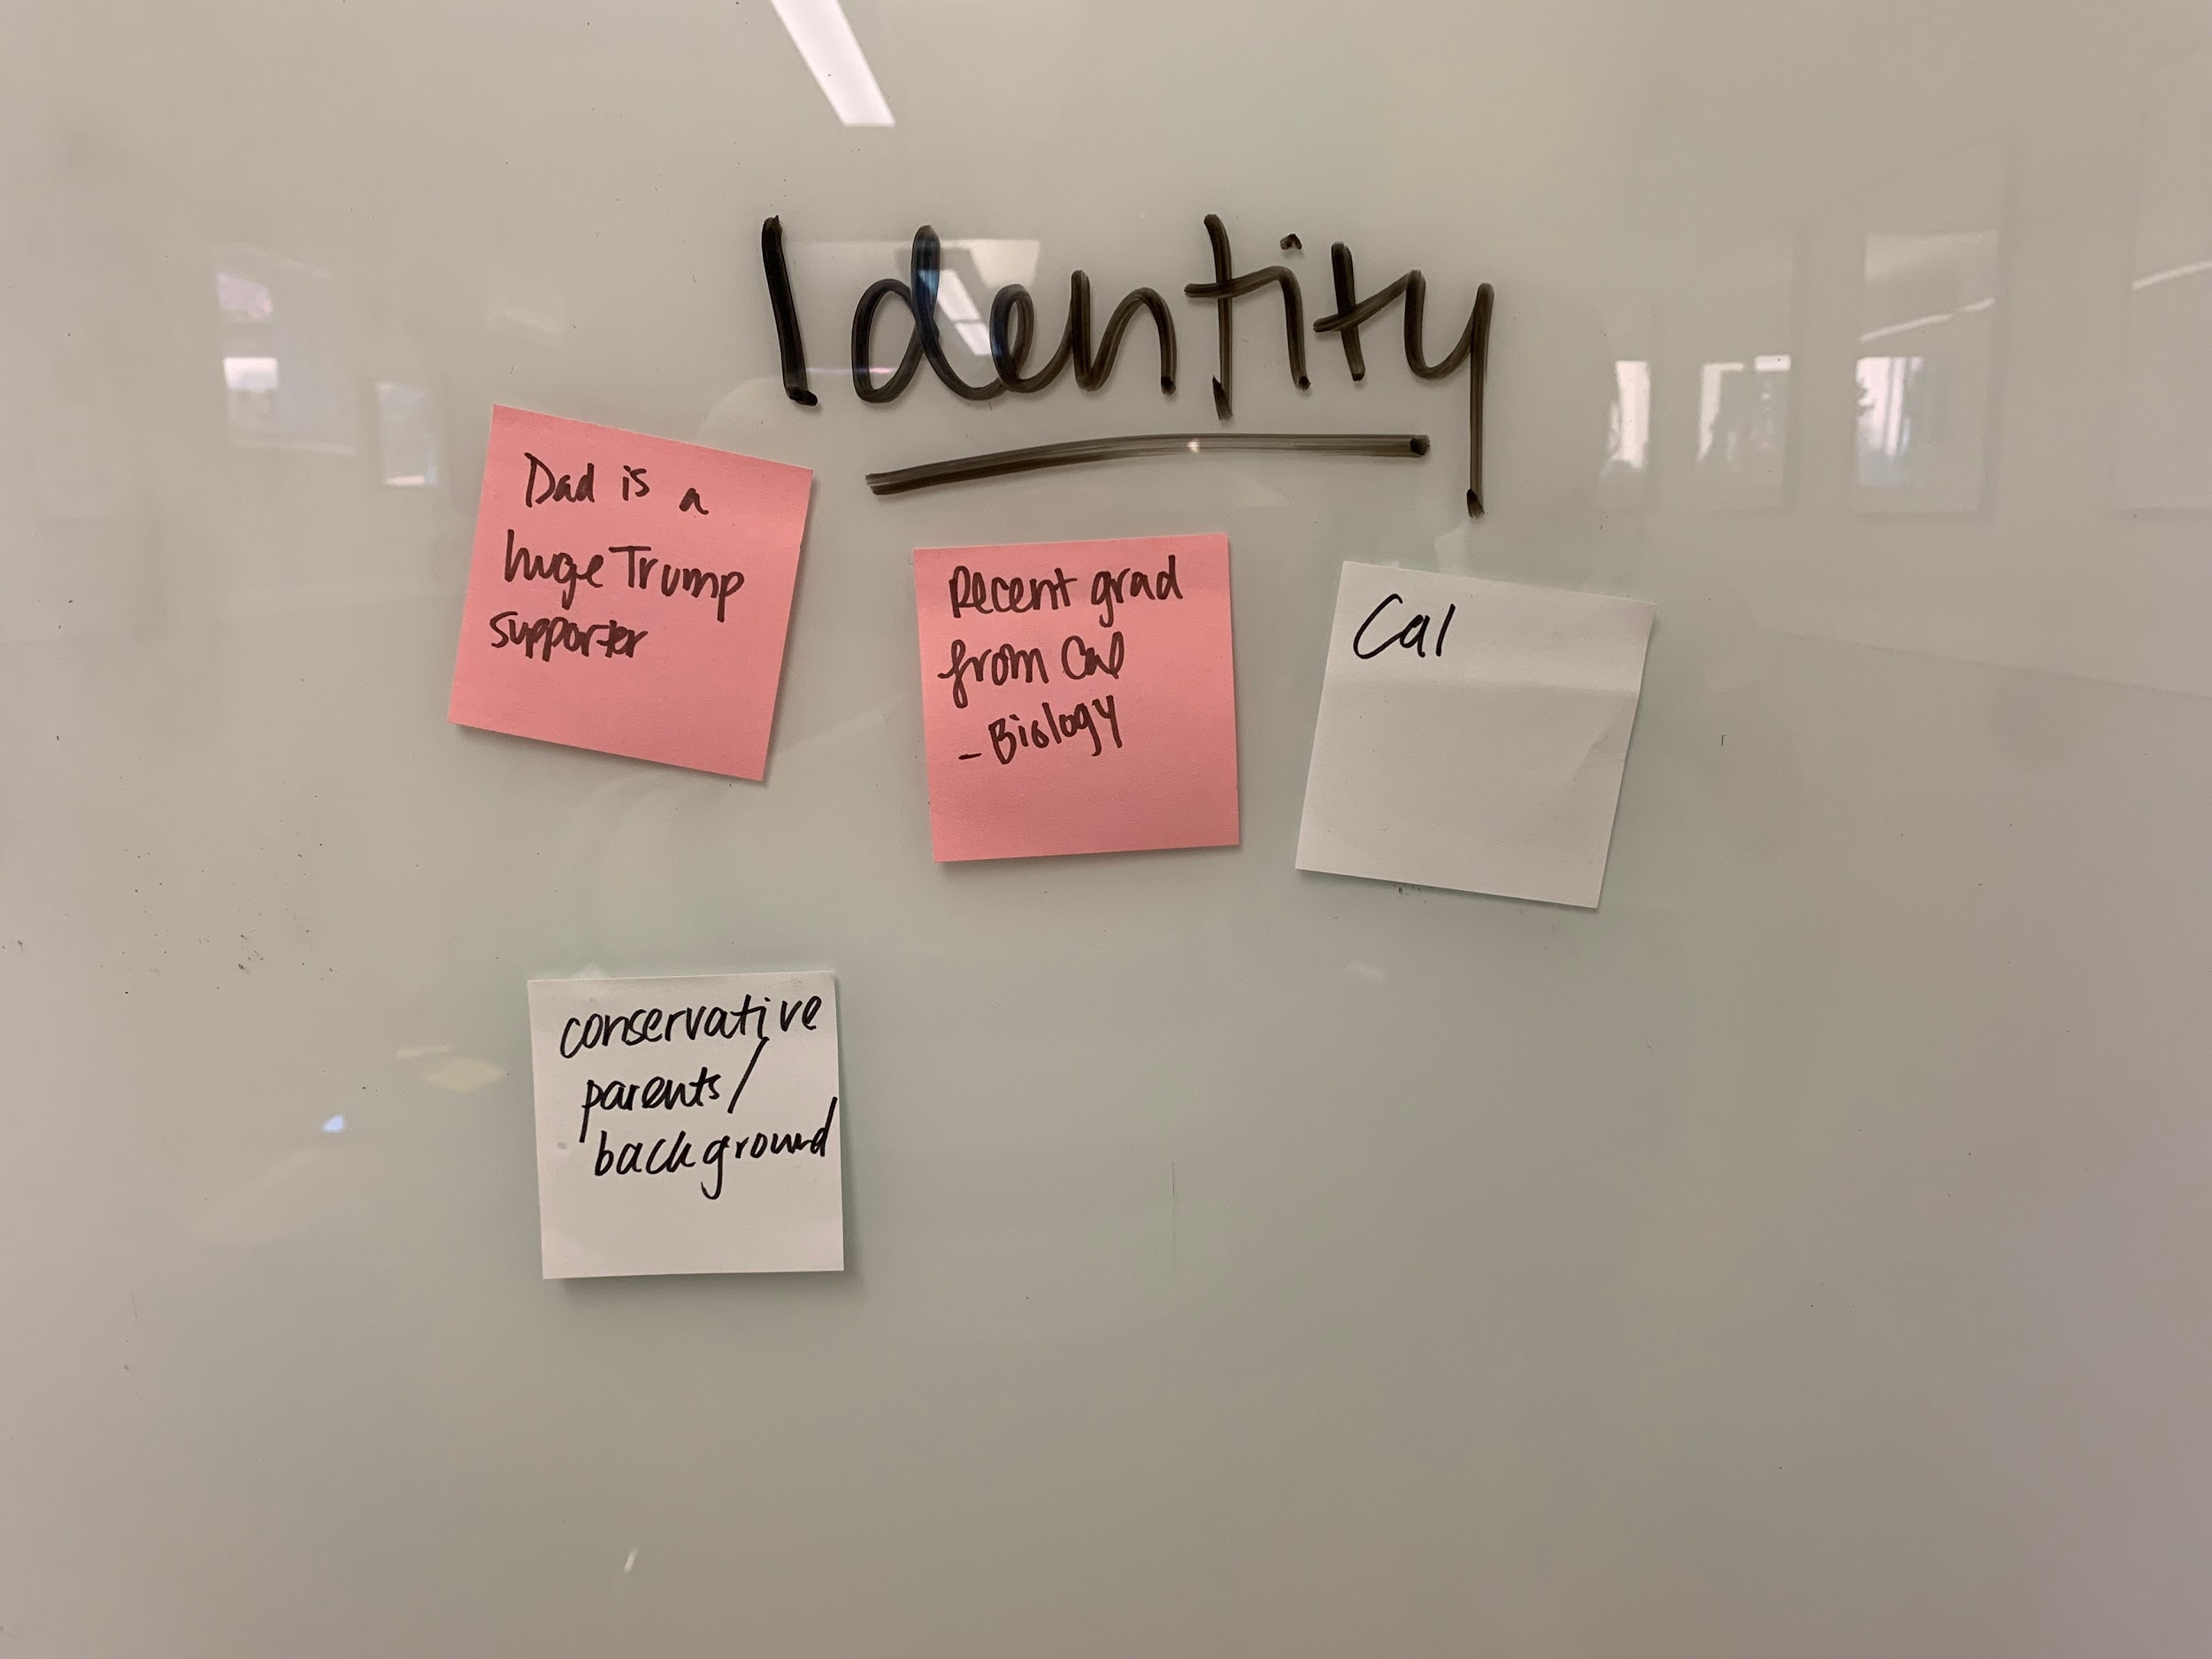 Identity
Dad is a
huge Trump
supporter
Recent grad
from Cal
- Biology
Cal
conservative
parents/
background